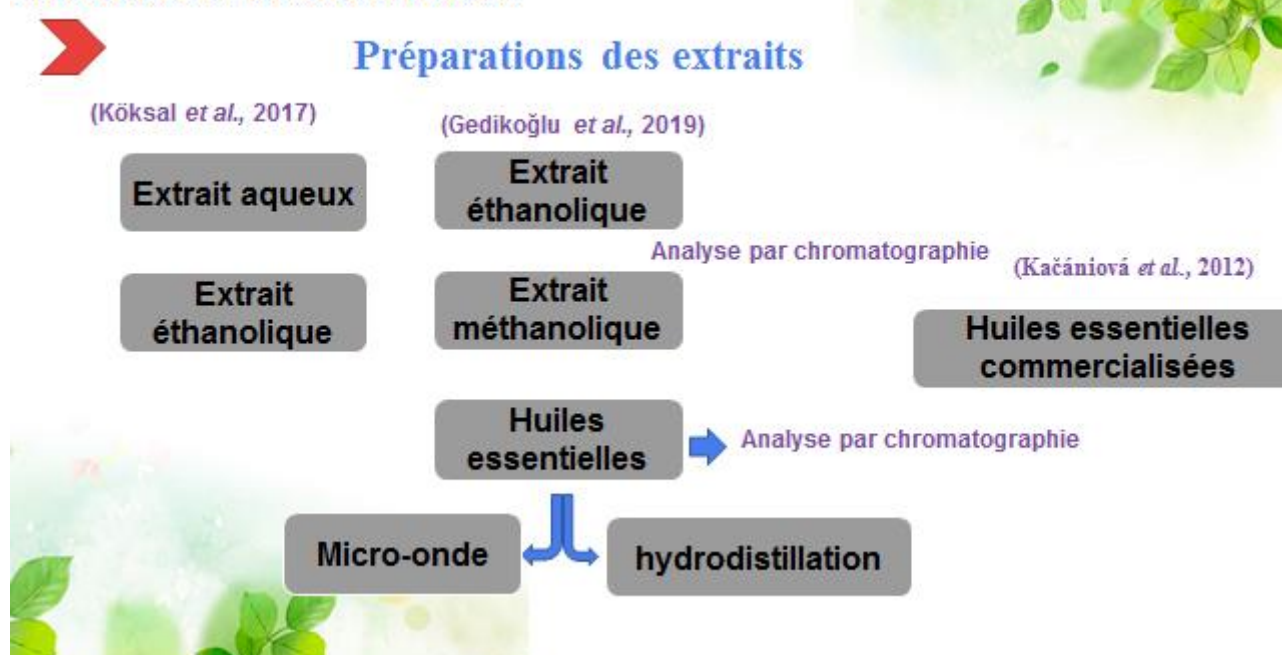 Préparations des extraits
(Köksal et al., 2017)
(Gedikoğlu et al., 2019)
Extrait aqueux
Extrait
éthanolique
Analyse par chromatographie
(Kačániová et al., 2012)
Extrait
éthanolique
Extrait
méthanolique
Huiles essentielles
commercialisées
Huiles
essentielles
Analyse par chromatographie
Micro-onde
hydrodistillation